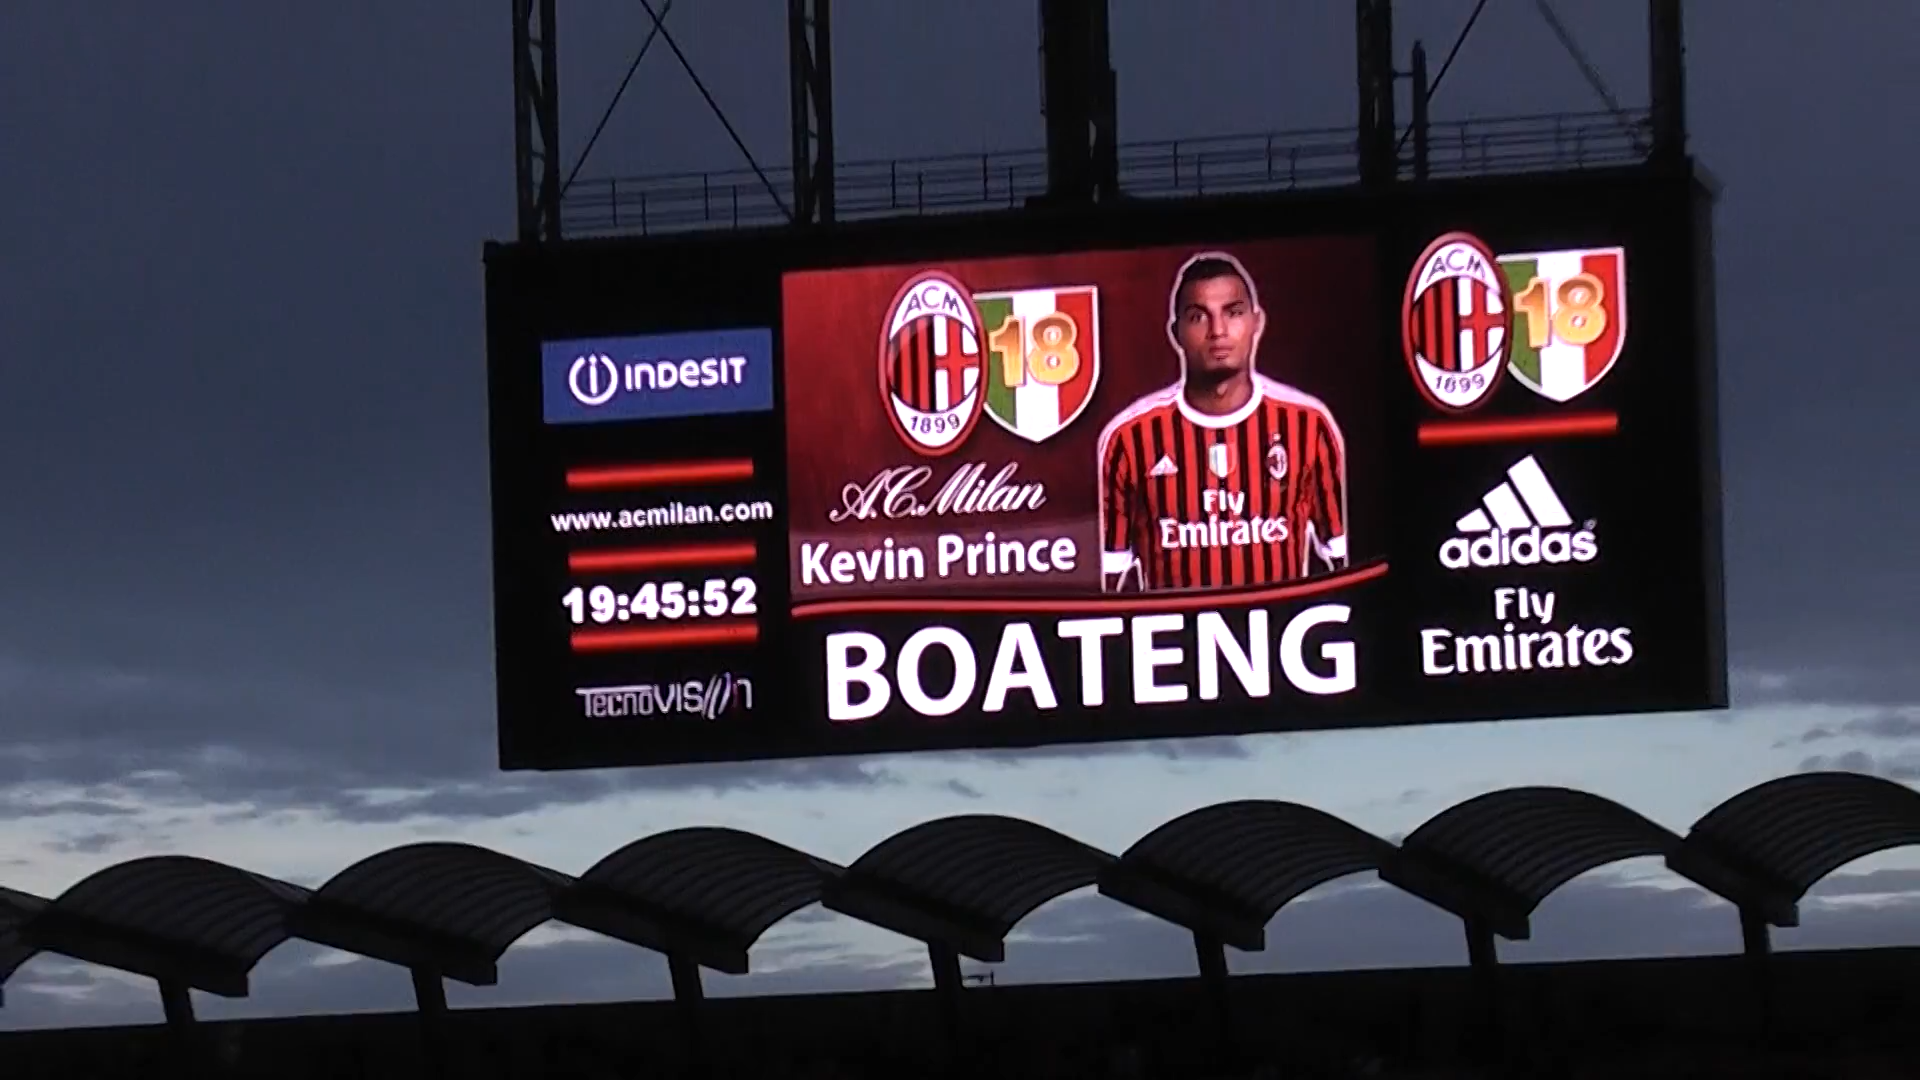 INDESIT
www.acmilan.com
19:45:52
TecnoVISION
ACM
1899
18
A.C.Milan
Kevin Prince
BOATENG
Fly
Emirates
ACM
1899
18
adidas
Fly
Emirates